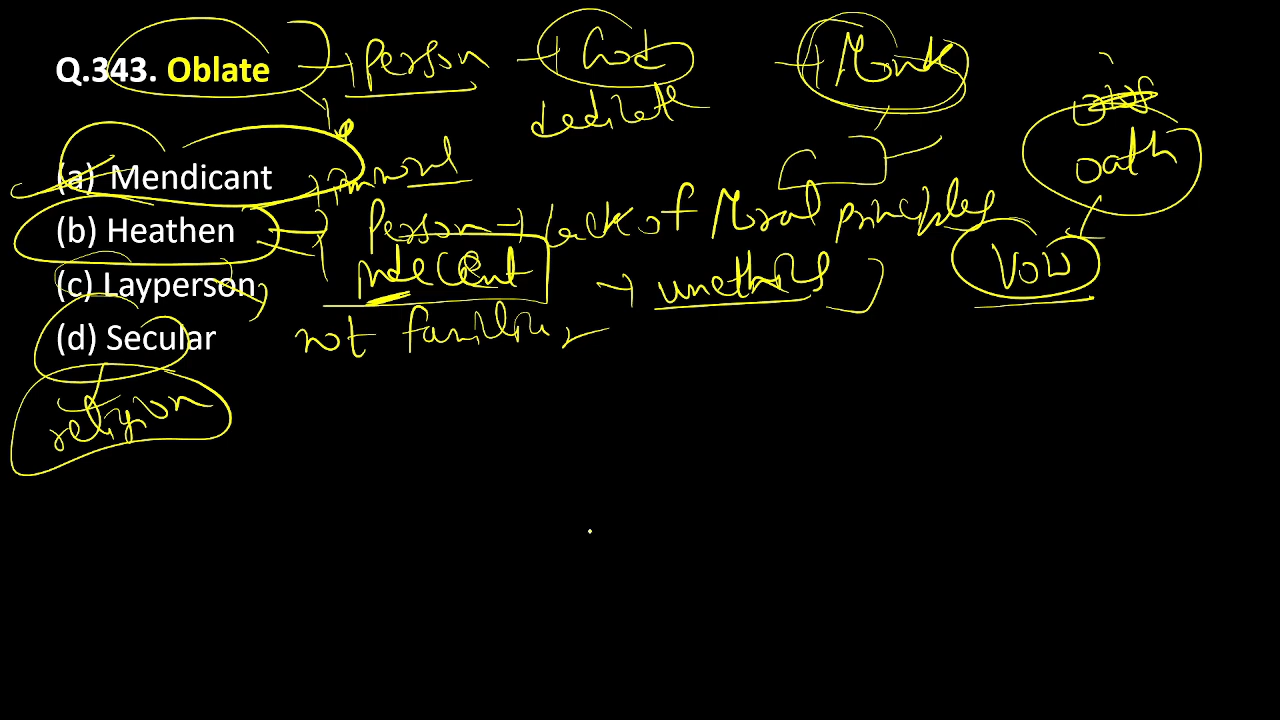 Q.343. Oblate → person → God → Monk
dedicate
oath
(a) Mendicant
(b) Heathen Person → lack of Moral principles
indecent → unethical vow
(c) Layperson
(d) Secular not familiar
religion